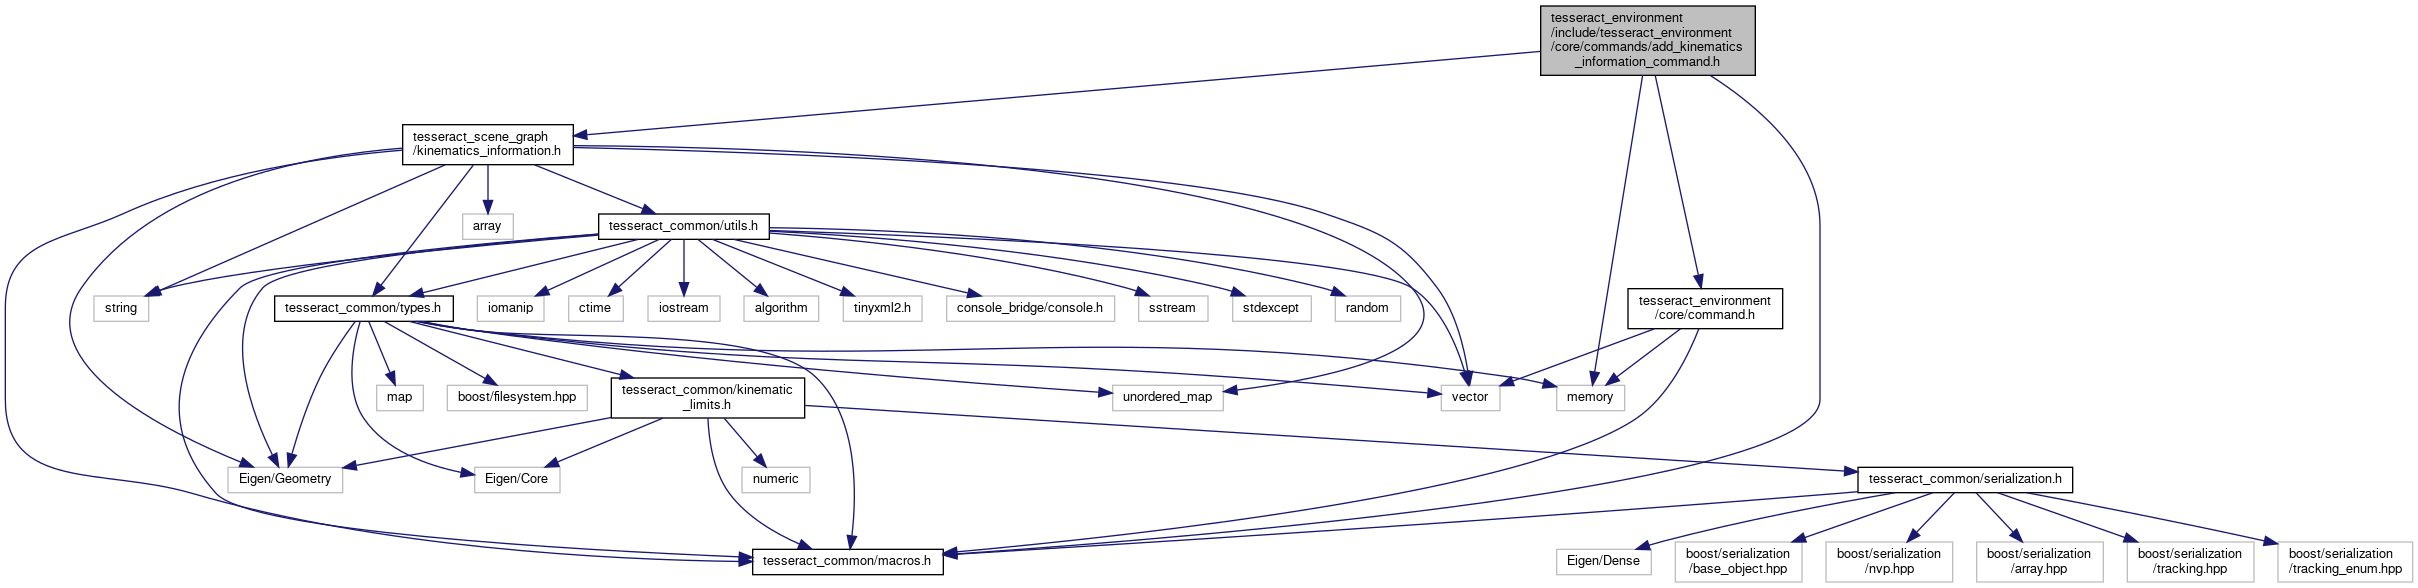 tesseract_environment
/include/tesseract_environment
/core/commands/add_kinematics
_information_command.h
tesseract_scene_graph
/kinematics_information.h
array
tesseract_common/utils.h
string
tesseract_common/types.h
iomanip
ctime
iostream
algorithm
tinyxml2.h
console_bridge/console.h
sstream
stdexcept
random
tesseract_environment
/core/command.h
map
boost/filesystem.hpp
tesseract_common/kinematic
_limits.h
unordered_map
vector
memory
Eigen/Geometry
Eigen/Core
numeric
tesseract_common/serialization.h
tesseract_common/macros.h
Eigen/Dense
boost/serialization
/base_object.hpp
boost/serialization
/nvp.hpp
boost/serialization
/array.hpp
boost/serialization
/tracking.hpp
boost/serialization
/tracking_enum.hpp